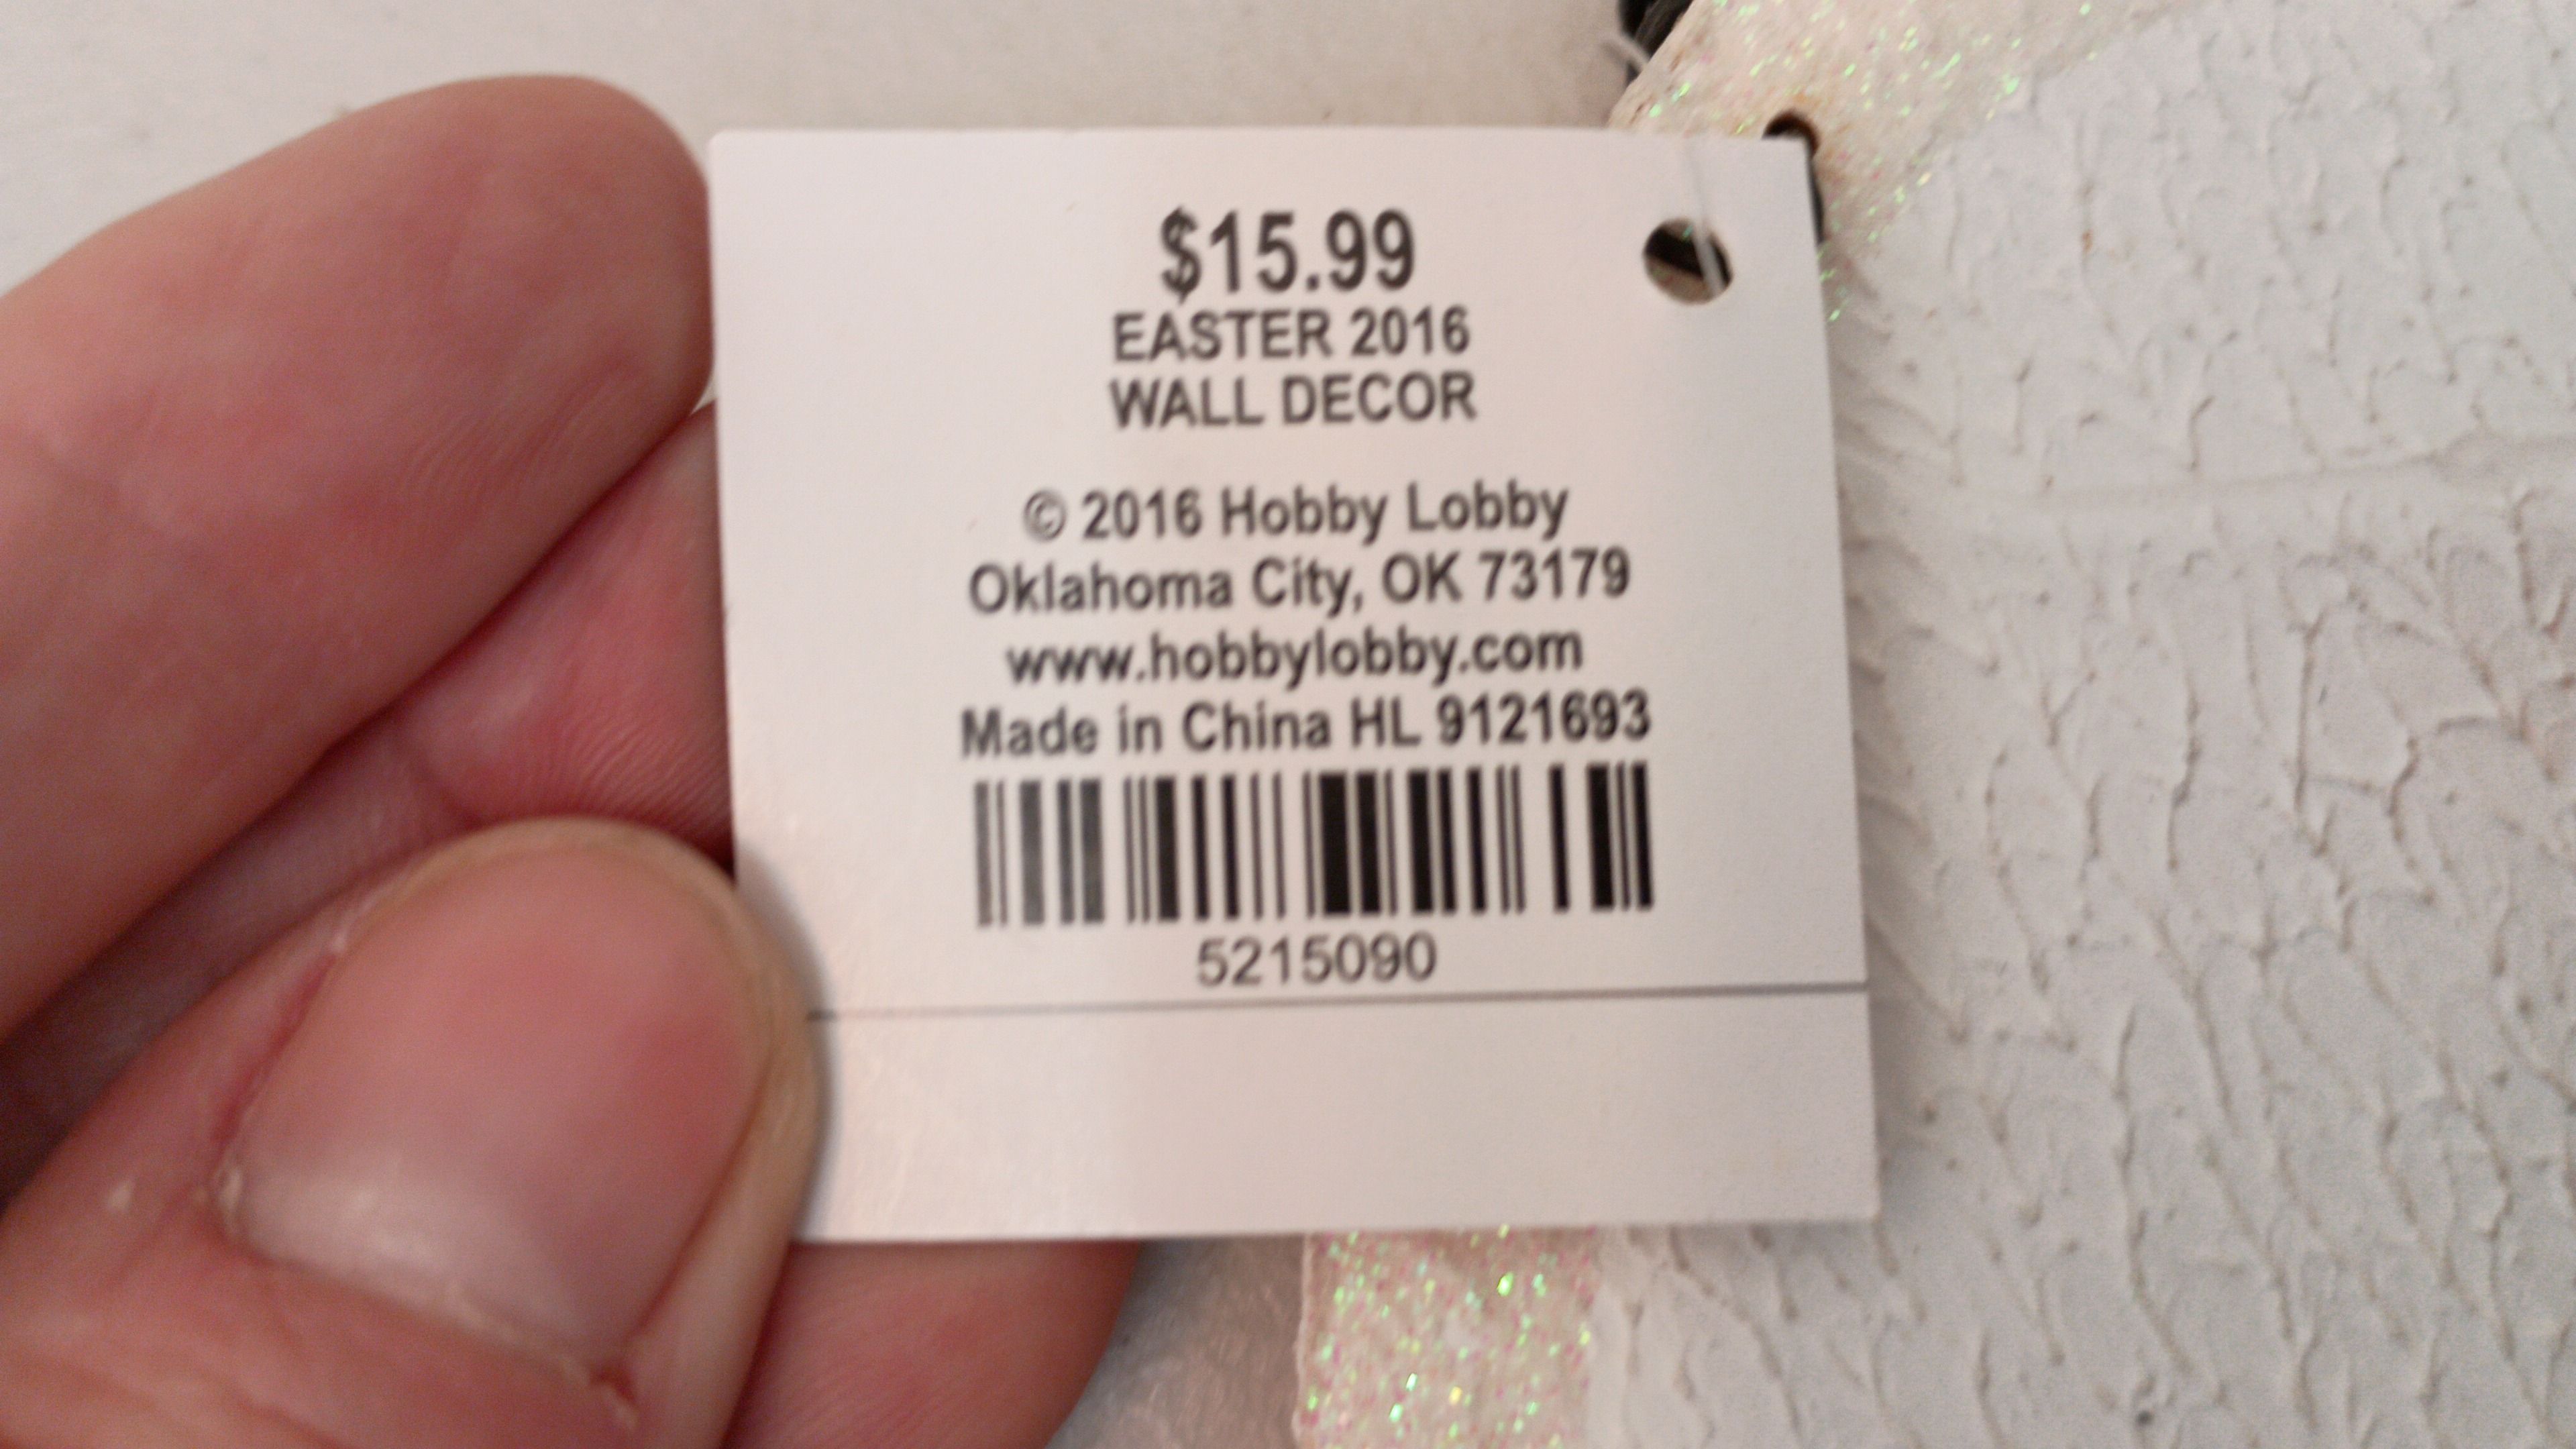 $15.99
EASTER 2016
WALL DECOR
© 2016 Hobby Lobby
Oklahoma City, OK 73179
www.hobbylobby.com
Made in China HL 9121693
5215090